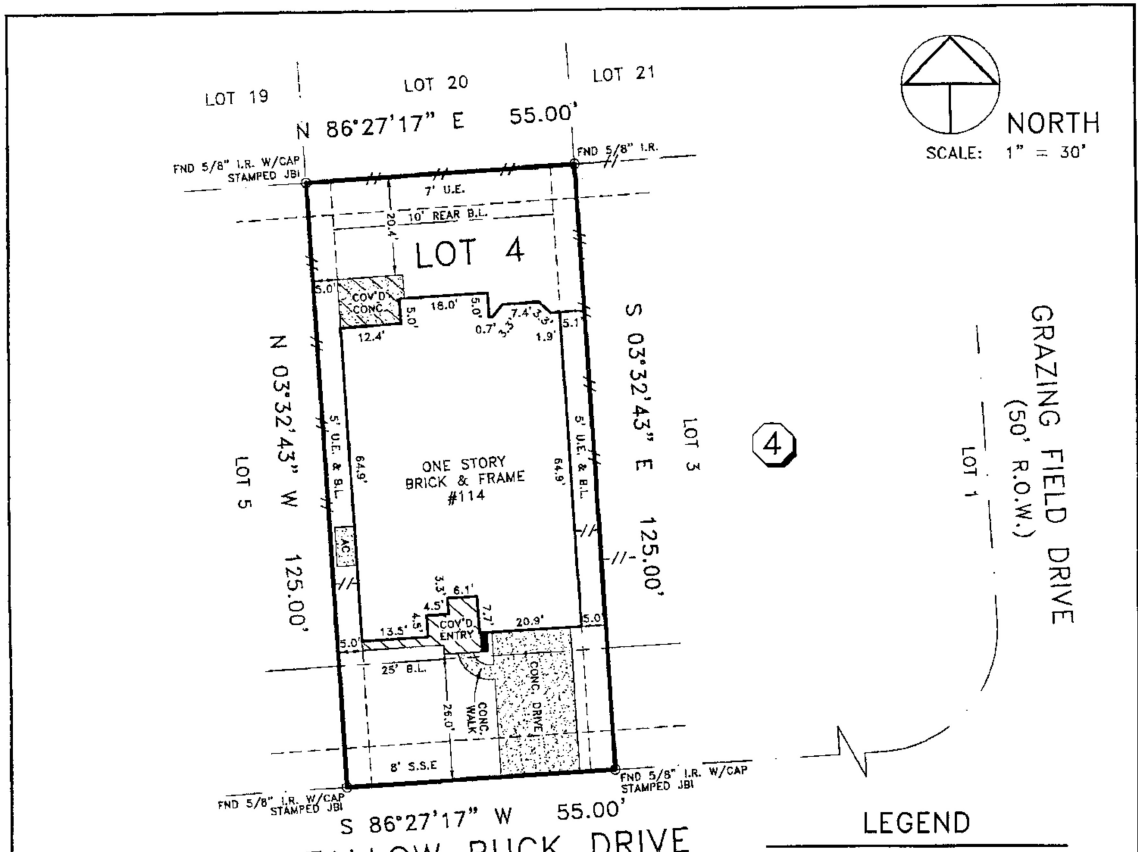 LOT 19
LOT 20
LOT 21
N 86°27'17" E 55.00'
FND 5/8" I.R. W/CAP
STAMPED JBI
FND 5/8" I.R.
NORTH
SCALE: 1" = 30'
7' U.E.
10' REAR B.L.
20.4'
LOT 4
5.0'
COV'D
CONC.
12.4'
5.0'
16.0'
5.0'
0.7'
3.3'
7.4'
3.3'
1.9'
5.1'
N 03°32'43" W 125.00'
S 03°32'43" E 125.00'
LOT 5
LOT 3
4
LOT 1
GRAZING FIELD DRIVE
(50' R.O.W.)
5' U.E. & B.L.
64.9'
ONE STORY
BRICK & FRAME
#114
64.9'
5' U.E. & B.L.
AC
3.3'
6.1'
4.5'
4.5'
7.7'
COV'D
ENTRY
13.5'
20.9'
5.0'
5.0'
25' B.L.
26.0'
CONC.
WALK
CONC. DRIVE
8' S.S.E
FND 5/8" I.R. W/CAP
STAMPED JBI
FND 5/8" I.R. W/CAP
STAMPED JBI
S 86°27'17" W 55.00'
BUCK DRIVE
LEGEND